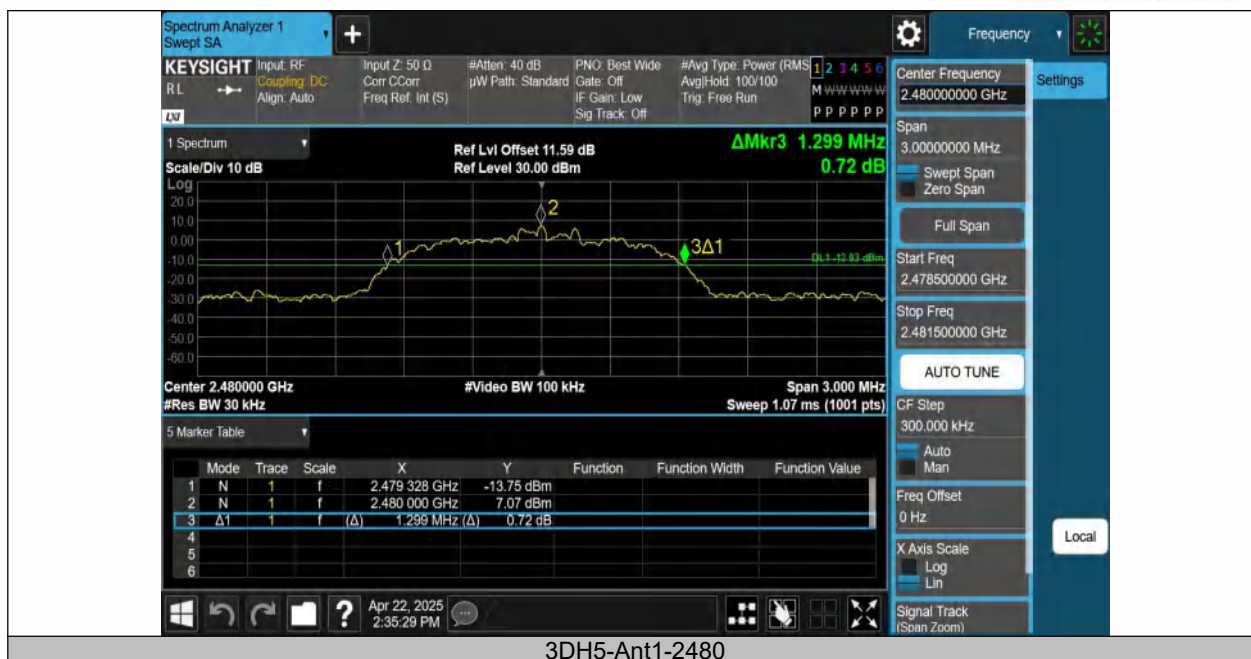 Spectrum Analyzer 1
Swept SA
+
Frequency
KEYSIGHT
RL
LXI
Input: RF
Coupling: DC
Align: Auto
Input Z: 50 Ω
Corr CCorr
Freq Ref: Int (S)
#Atten: 40 dB
µW Path: Standard
PNO: Best Wide
Gate: Off
IF Gain: Low
Sig Track: Off
#Avg Type: Power (RMS
Avg|Hold: 100/100
Trig: Free Run
1 2 3 4 5 6
M W W W W W
P P P P P P
1 Spectrum
Scale/Div 10 dB
Ref Lvl Offset 11.59 dB
Ref Level 30.00 dBm
ΔMkr3 1.299 MHz
0.72 dB
Log
20.0
10.0
0.00
-10.0
-20.0
-30.0
-40.0
-50.0
-60.0
1
2
3Δ1
DL1 -12.93 dBm
Center 2.480000 GHz
#Res BW 30 kHz
#Video BW 100 kHz
Span 3.000 MHz
Sweep 1.07 ms (1001 pts)
5 Marker Table
Mode Trace Scale X Y Function Function Width Function Value
1 N 1 f 2.479 328 GHz -13.75 dBm
2 N 1 f 2.480 000 GHz 7.07 dBm
3 Δ1 1 f (Δ) 1.299 MHz (Δ) 0.72 dB
4
5
6
?
Apr 22, 2025
2:35:29 PM
Center Frequency
2.480000000 GHz
Span
3.00000000 MHz
Swept Span
Zero Span
Full Span
Start Freq
2.478500000 GHz
Stop Freq
2.481500000 GHz
AUTO TUNE
CF Step
300.000 kHz
Auto
Man
Freq Offset
0 Hz
X Axis Scale
Log
Lin
Signal Track
(Span Zoom)
Settings
Local
3DH5-Ant1-2480